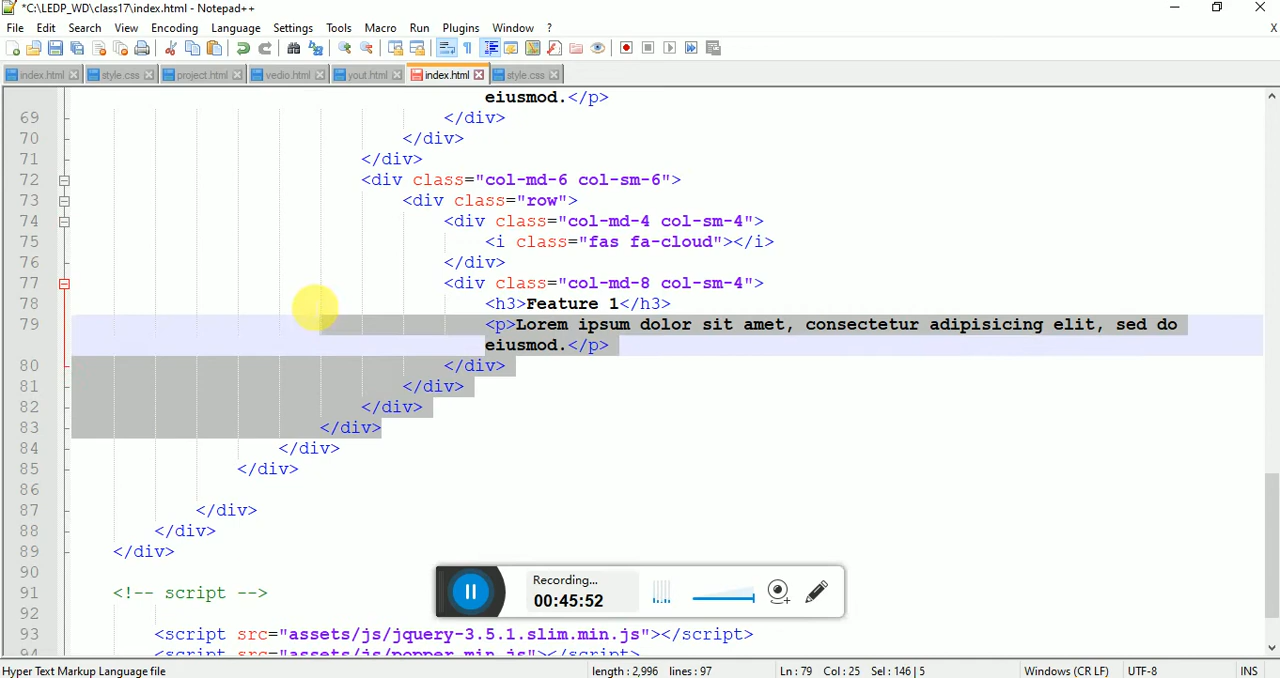 *C:\LEDP_WD\class17\index.html - Notepad++
File Edit Search View Encoding Language Settings Tools Macro Run Plugins Window ? X
index.html style.css project.html vedio.html yout.html index.html style.css
eiusmod.</p>
69 </div>
70 </div>
71 </div>
72 <div class="col-md-6 col-sm-6">
73 <div class="row">
74 <div class="col-md-4 col-sm-4">
75 <i class="fas fa-cloud"></i>
76 </div>
77 <div class="col-md-8 col-sm-4">
78 <h3>Feature 1</h3>
79 <p>Lorem ipsum dolor sit amet, consectetur adipisicing elit, sed do
eiusmod.</p>
80 </div>
81 </div>
82 </div>
83 </div>
84 </div>
85 </div>
86
87 </div>
88 </div>
89 </div>
90
91 <!-- script -->
92
93 <script src="assets/js/jquery-3.5.1.slim.min.js"></script>
94 <script src="assets/js/popper.min.js"></script>
Recording...
00:45:52
Hyper Text Markup Language file length : 2,996 lines : 97 Ln : 79 Col : 25 Sel : 146 | 5 Windows (CR LF) UTF-8 INS